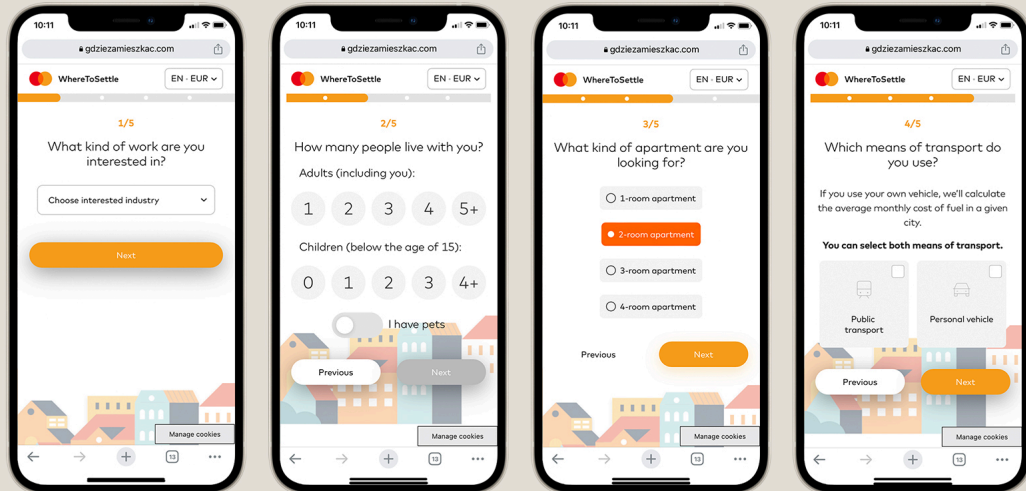 10:11
gdziezamieszkac.com
WhereToSettle
EN - EUR
1/5
What kind of work are you
interested in?
Choose interested industry
Next
Manage cookies
13
10:11
gdziezamieszkac.com
WhereToSettle
EN - EUR
2/5
How many people live with you?
Adults (including you):
1 2 3 4 5+
Children (below the age of 15):
0 1 2 3 4+
I have pets
Previous Next
Manage cookies
13
10:11
gdziezamieszkac.com
WhereToSettle
EN - EUR
3/5
What kind of apartment are you
looking for?
1-room apartment
2-room apartment
3-room apartment
4-room apartment
Previous Next
Manage cookies
13
10:11
gdziezamieszkac.com
WhereToSettle
EN - EUR
4/5
Which means of transport do
you use?
If you use your own vehicle, we'll calculate
the average monthly cost of fuel in a given
city.
You can select both means of transport.
Public
transport
Personal vehicle
Previous Next
Manage cookies
13